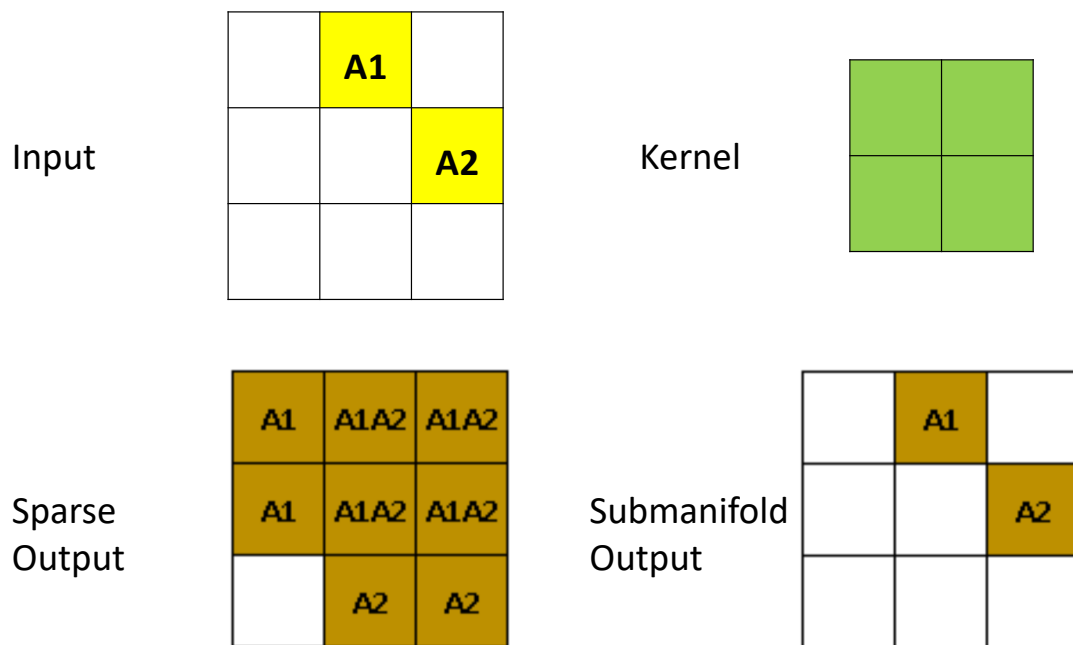 A1
Input
A2
Kernel
A1 A1A2 A1A2
Sparse
Output
A1 A1A2 A1A2
A2 A2
Submanifold
Output
A1
A2